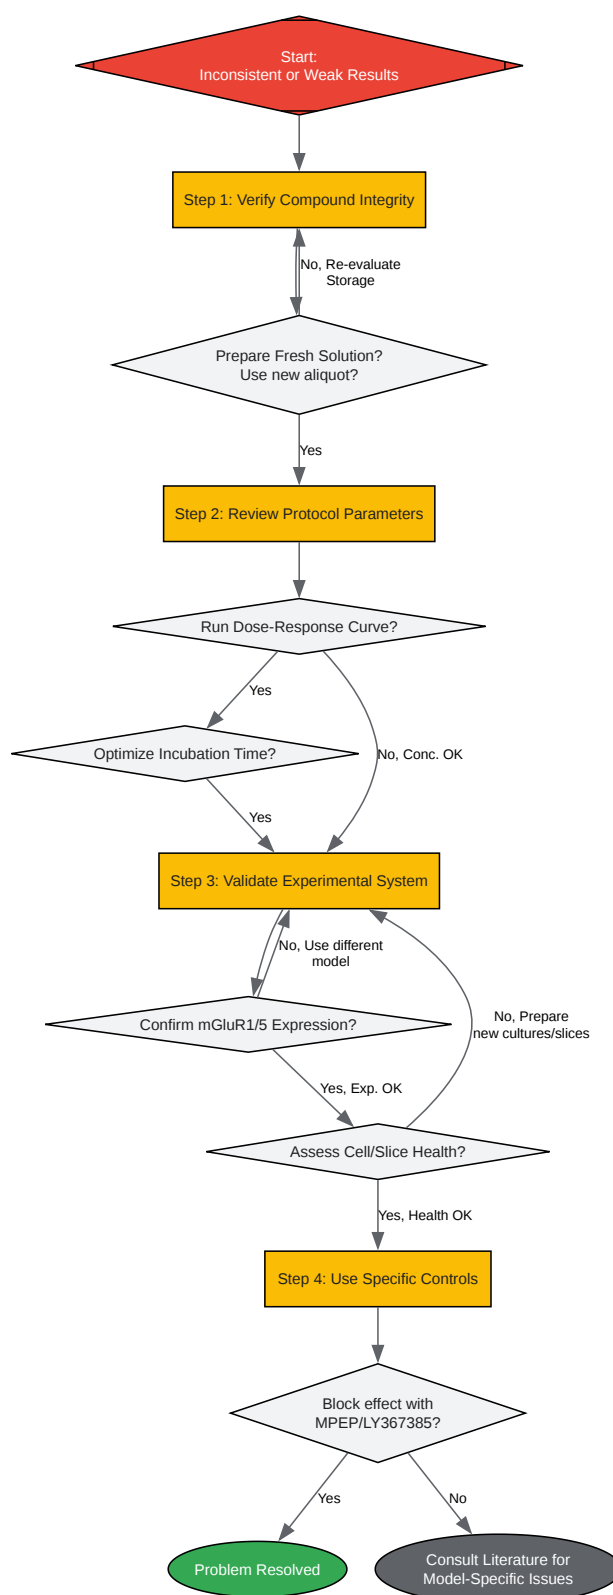 Start:
Inconsistent or Weak Results
Step 1: Verify Compound Integrity
No, Re-evaluate
Storage
Prepare Fresh Solution?
Use new aliquot?
Yes
Step 2: Review Protocol Parameters
Run Dose-Response Curve?
Yes
Optimize Incubation Time?
No, Conc. OK
Yes
Step 3: Validate Experimental System
No, Use different
model
Confirm mGluR1/5 Expression?
No, Prepare
new cultures/slices
Yes, Exp. OK
Assess Cell/Slice Health?
Yes, Health OK
Step 4: Use Specific Controls
Block effect with
MPEP/LY367385?
Yes
No
Problem Resolved
Consult Literature for
Model-Specific Issues